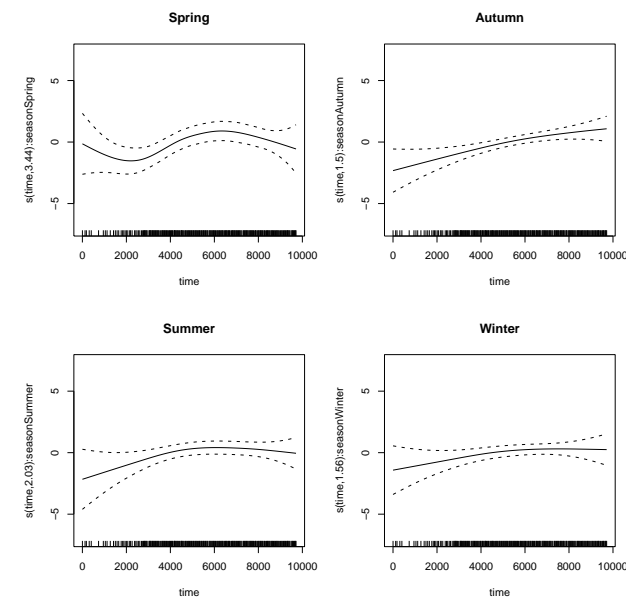 Spring
s(time,3.44):seasonSpring
5
0
−5
0 2000 4000 6000 8000 10000
time
Autumn
s(time,1.5):seasonAutumn
5
0
−5
0 2000 4000 6000 8000 10000
time
Summer
s(time,2.03):seasonSummer
5
0
−5
0 2000 4000 6000 8000 10000
time
Winter
s(time,1.56):seasonWinter
5
0
−5
0 2000 4000 6000 8000 10000
time